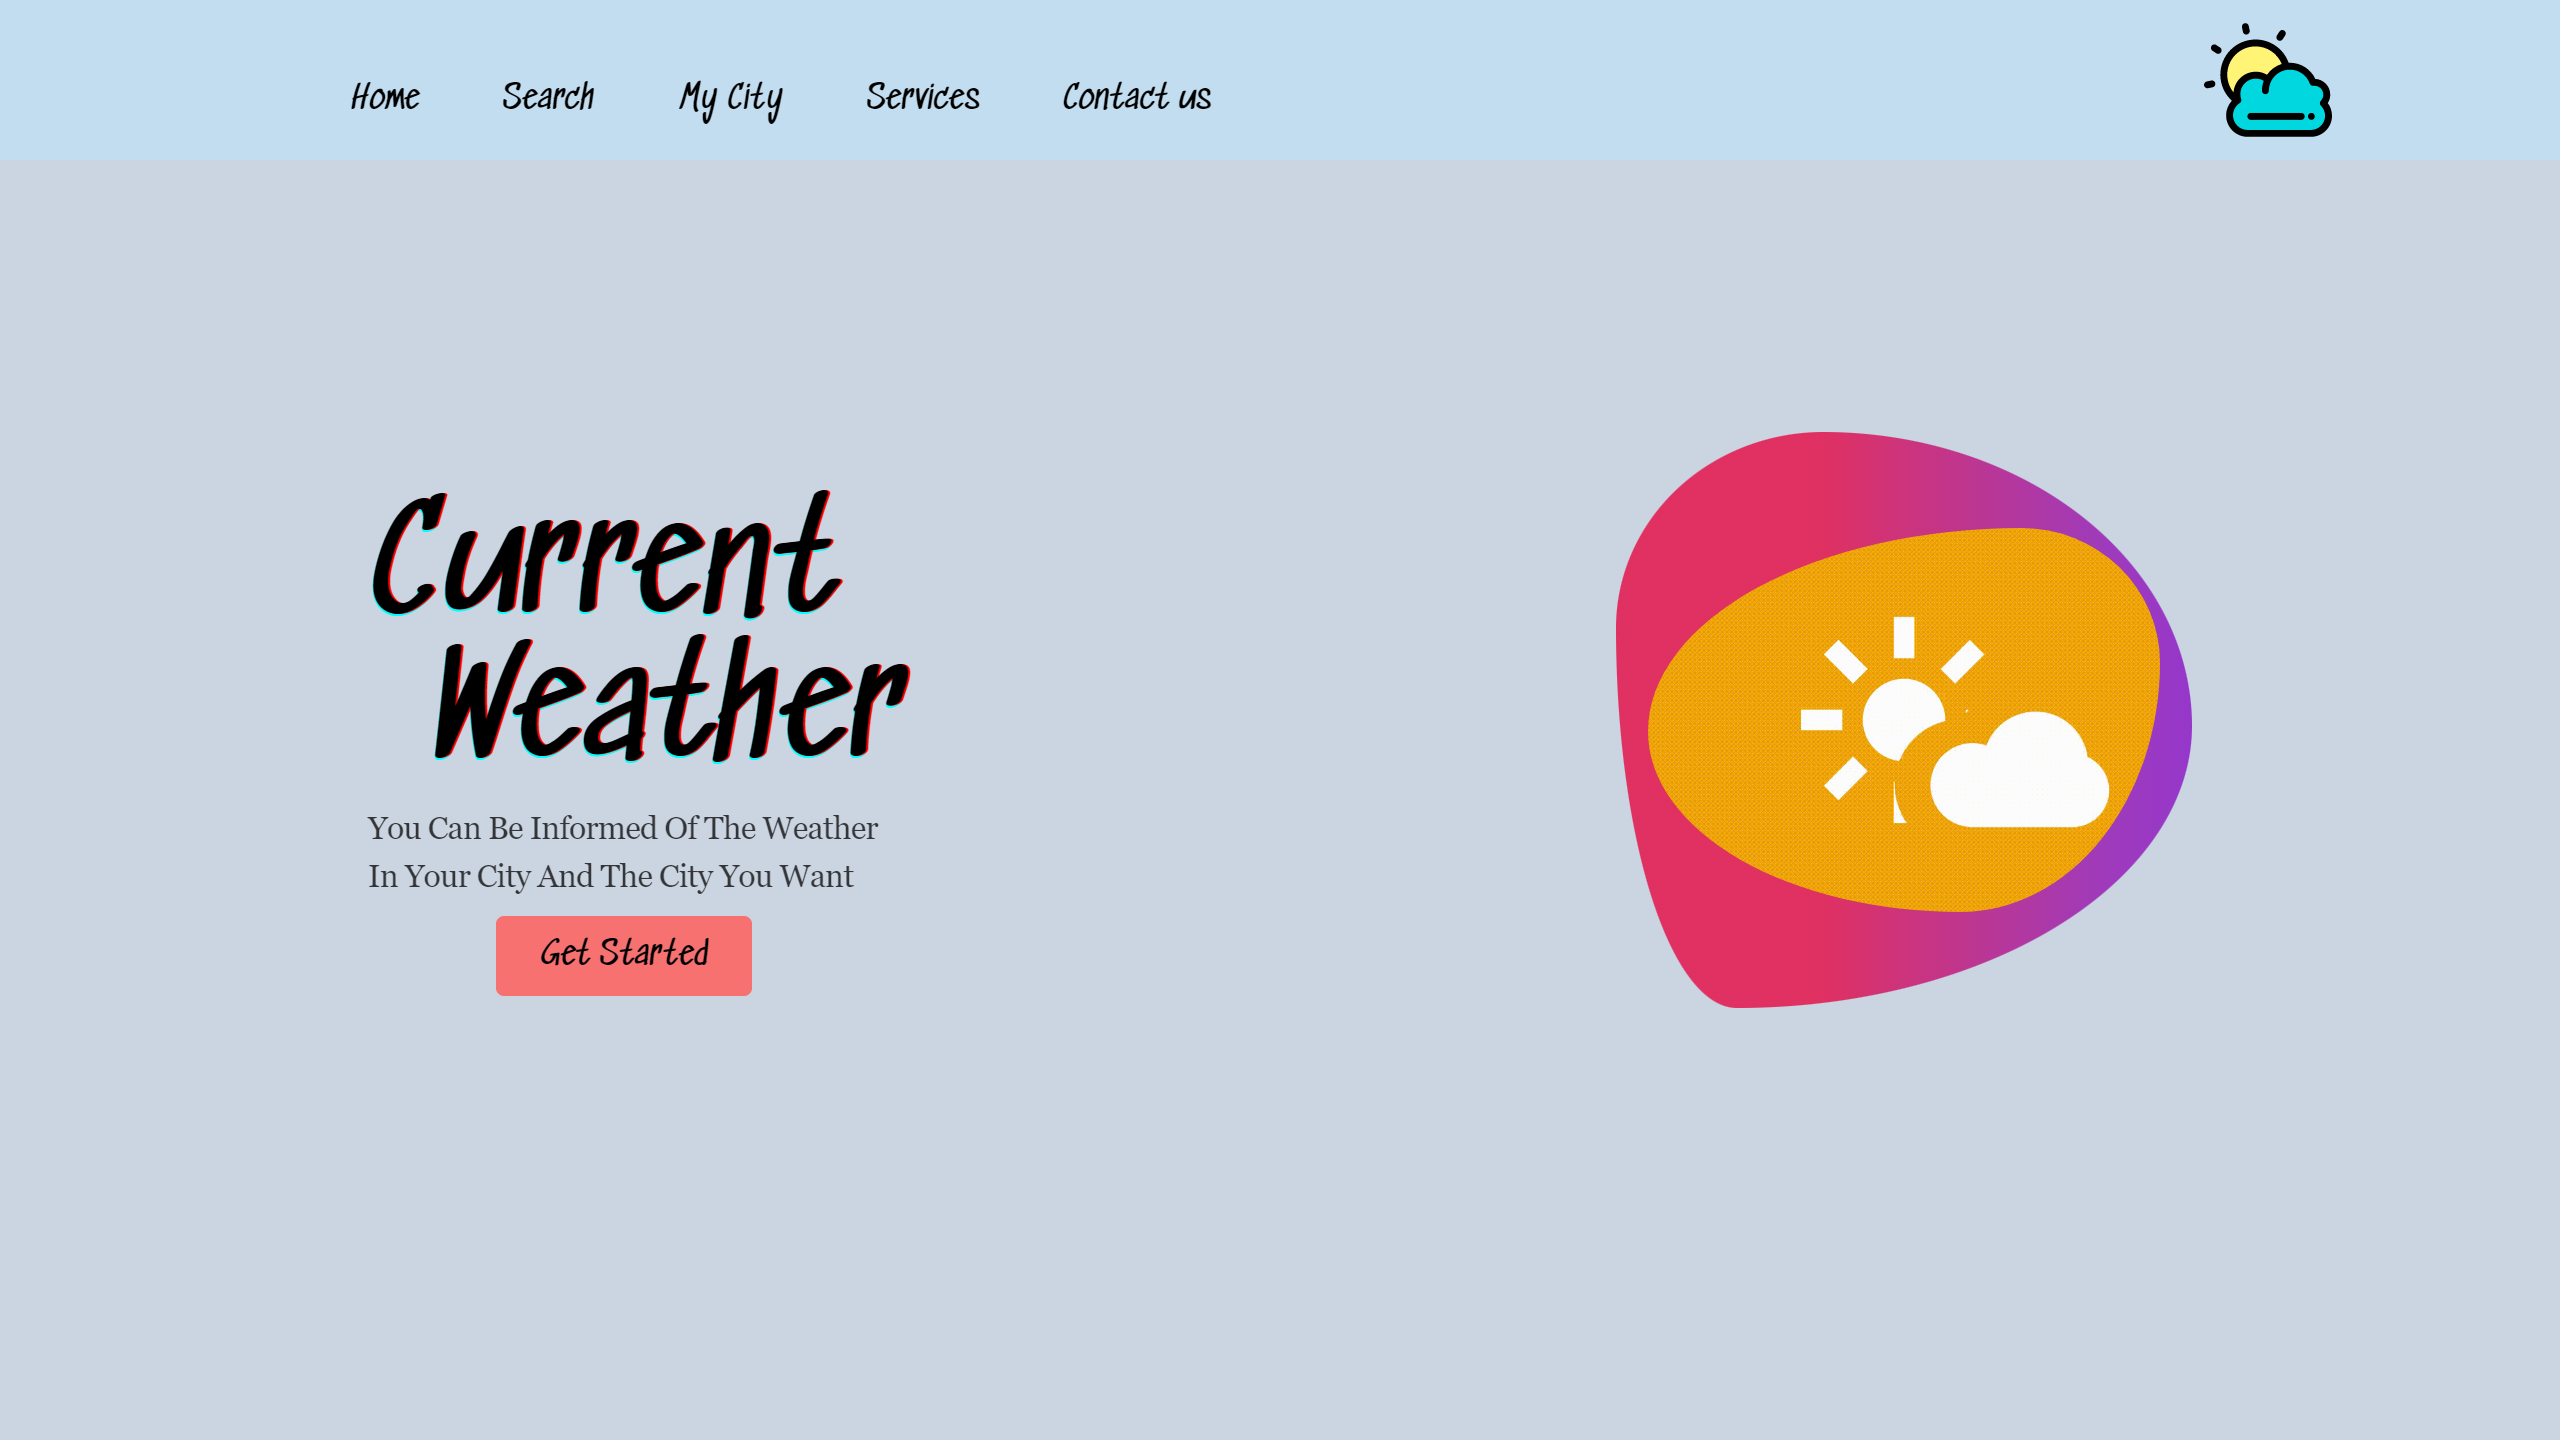 Home Search My City Services Contact us
Current
Weather
You Can Be Informed Of The Weather
In Your City And The City You Want
Get Started